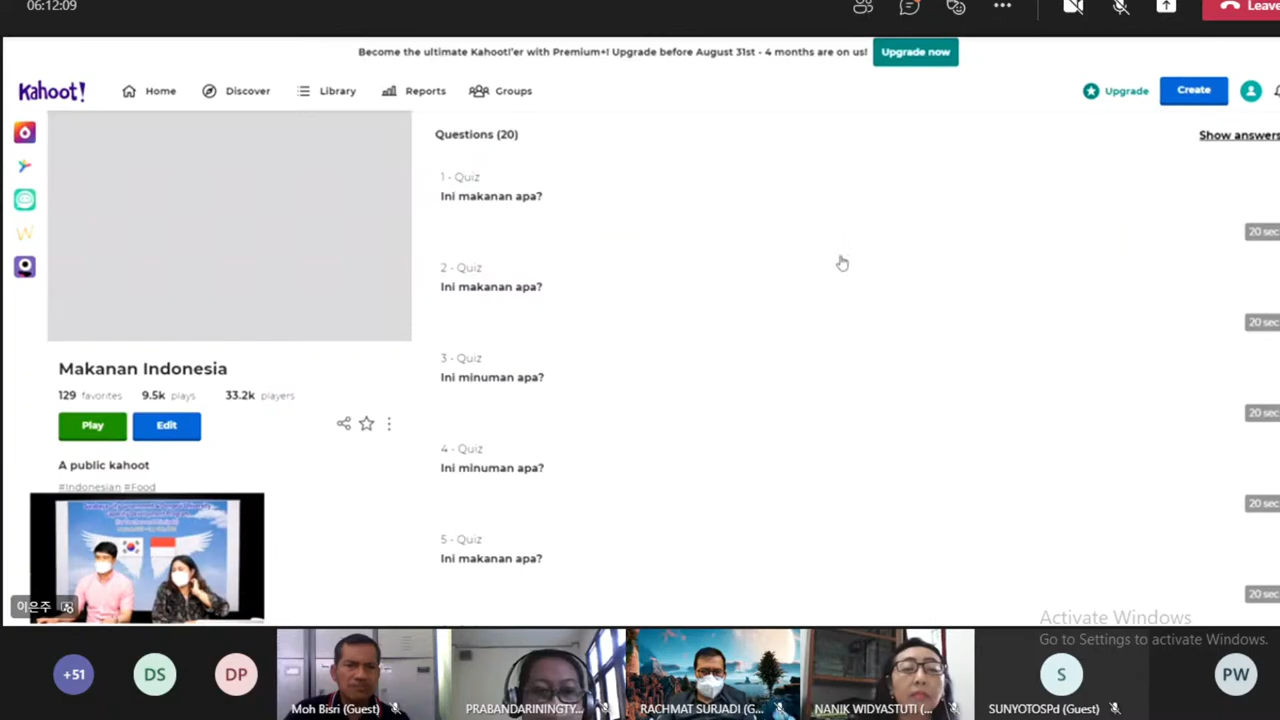 06:12:09
Leave
Become the ultimate Kahoot!'er with Premium+! Upgrade before August 31st - 4 months are on us!
Upgrade now
Kahoot!
Home
Discover
Library
Reports
Groups
Upgrade
Create
Questions (20)
Show answers
1 - Quiz
Ini makanan apa?
20 sec
2 - Quiz
Ini makanan apa?
20 sec
3 - Quiz
Ini minuman apa?
20 sec
4 - Quiz
Ini minuman apa?
20 sec
5 - Quiz
Ini makanan apa?
20 sec
Makanan Indonesia
129 favorites 9.5k plays 33.2k players
Play
Edit
A public kahoot
#Indonesian #Food
이은주
Activate Windows
Go to Settings to activate Windows.
+51
DS
DP
Moh Bisri (Guest)
PRABANDARININGTY...
RACHMAT SURJADI (G...
NANIK WIDYASTUTI (...
S
SUNYOTOSPd (Guest)
PW